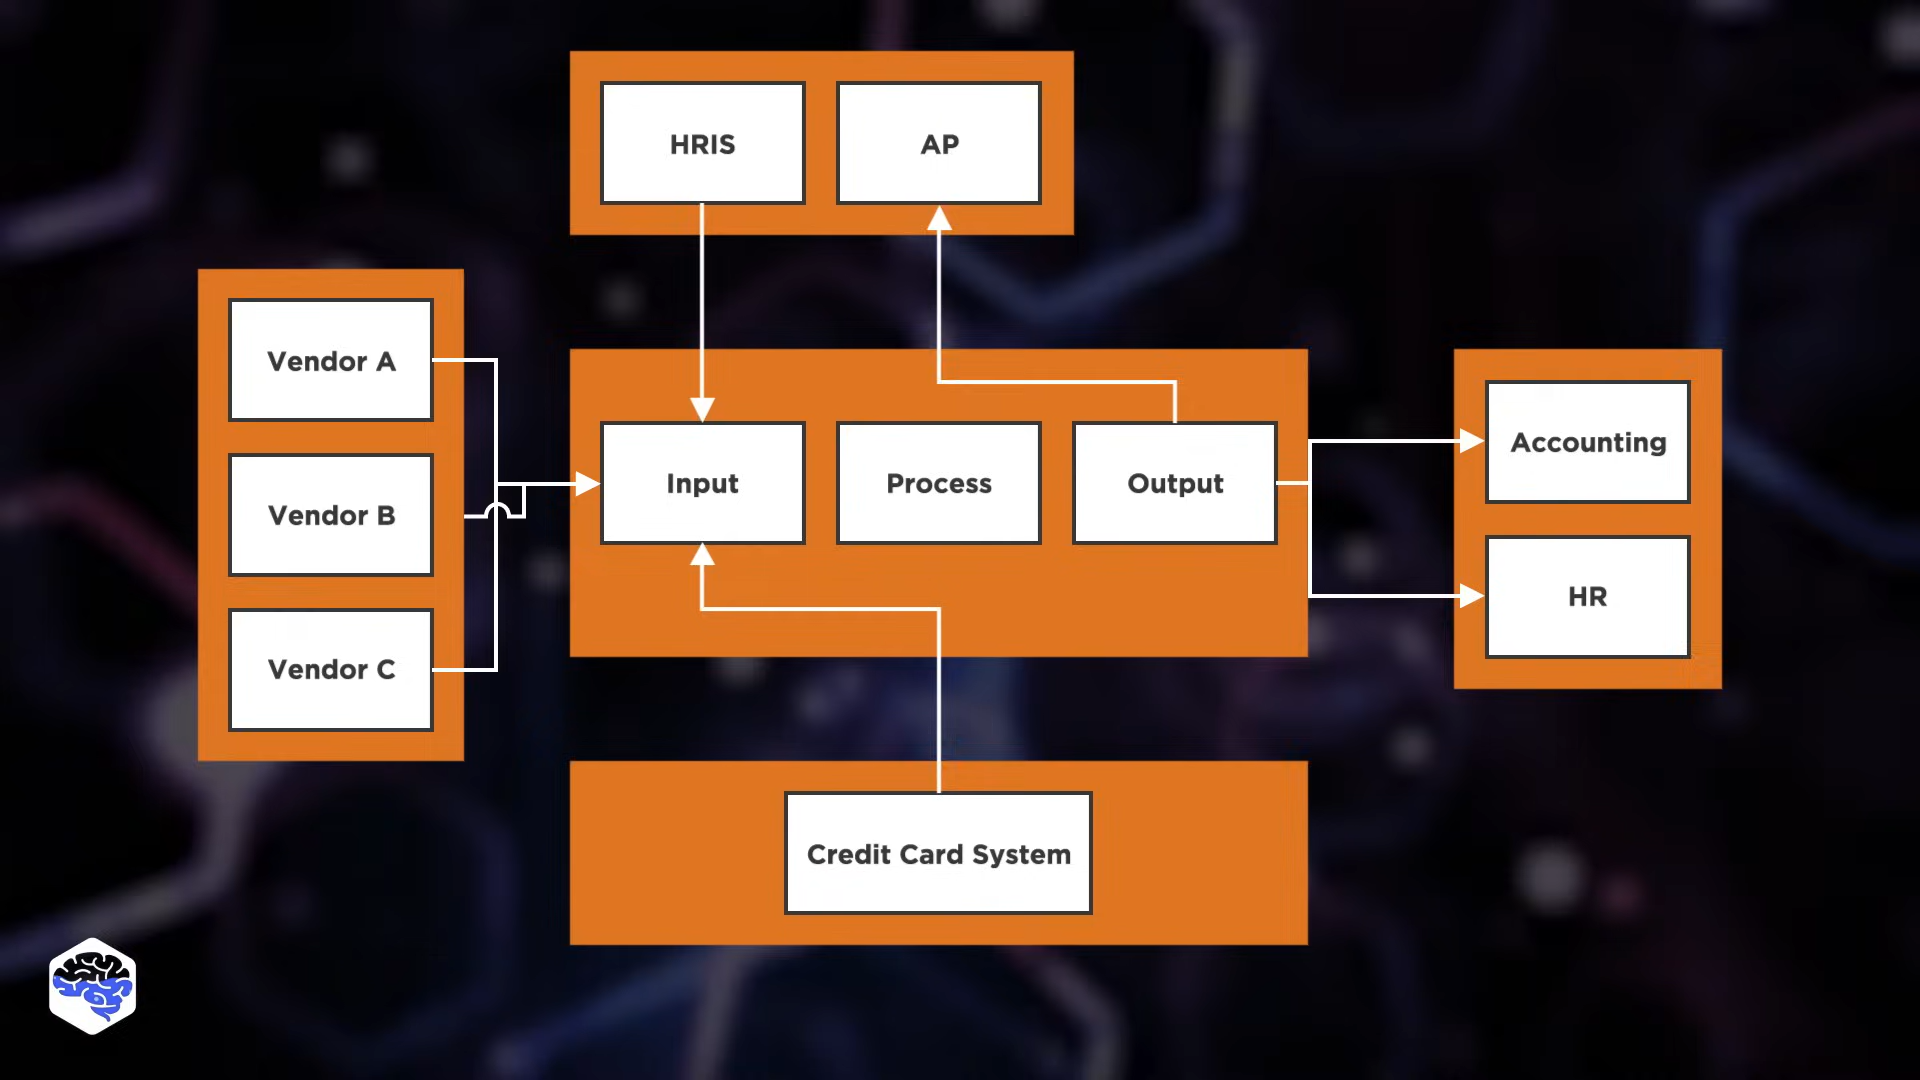 HRIS
AP
Vendor A
Vendor B
Vendor C
Input
Process
Output
Accounting
HR
Credit Card System